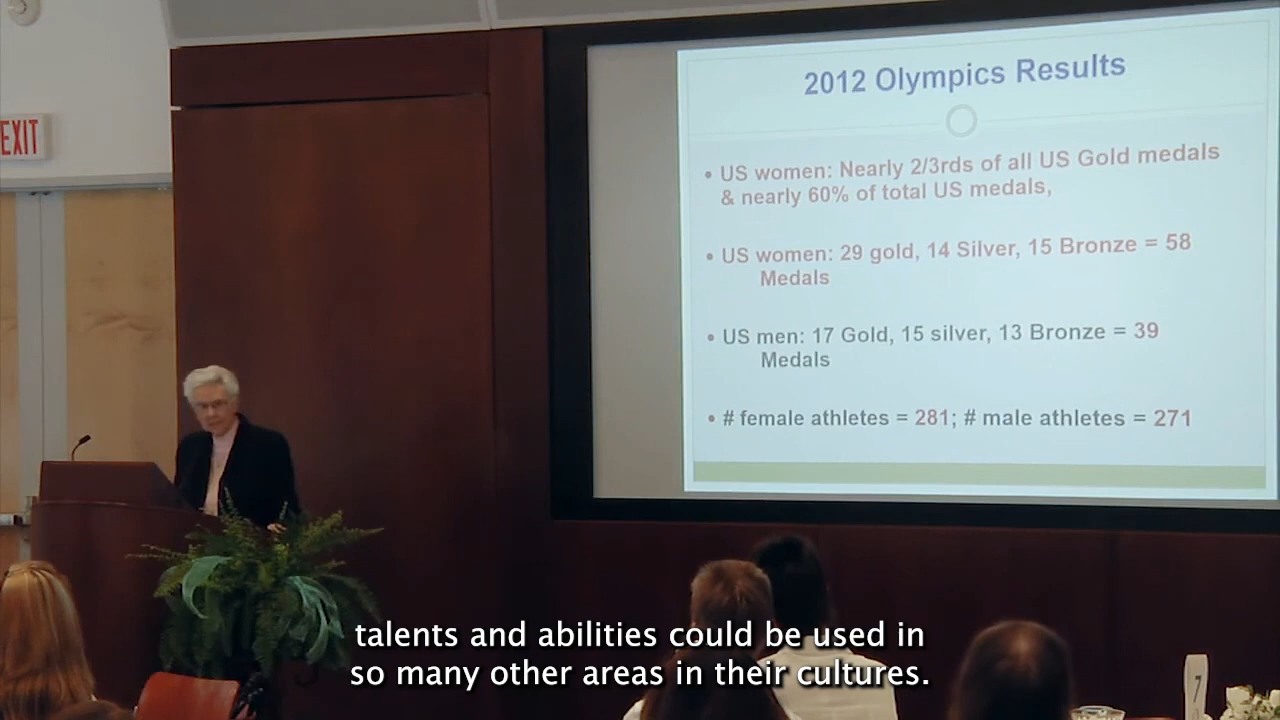 EXIT
2012 Olympics Results
• US women: Nearly 2/3rds of all US Gold medals
& nearly 60% of total US medals,
• US women: 29 gold, 14 Silver, 15 Bronze = 58
Medals
• US men: 17 Gold, 15 silver, 13 Bronze = 39
Medals
• # female athletes = 281; # male athletes = 271
talents and abilities could be used in
so many other areas in their cultures.
7